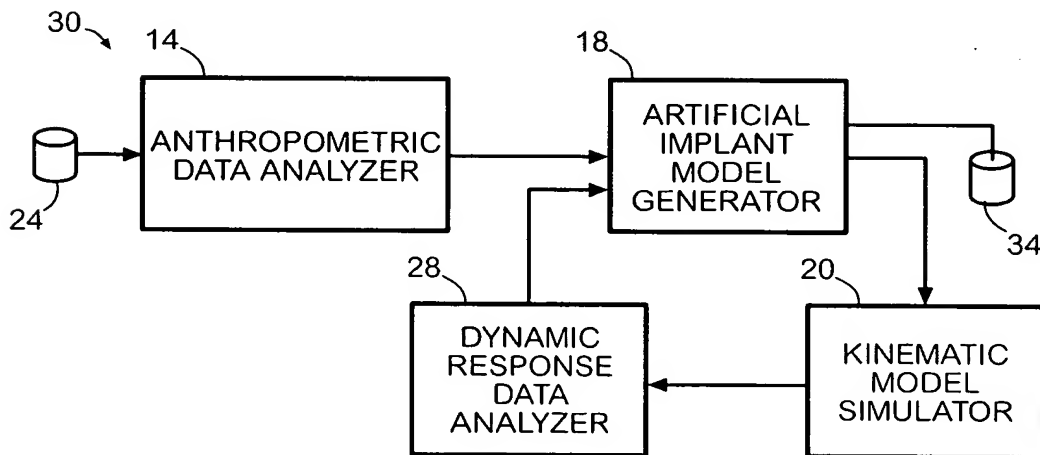 30
14
18
ANTHROPOMETRIC
DATA ANALYZER
ARTIFICIAL
IMPLANT
MODEL
GENERATOR
24
34
28
20
DYNAMIC
RESPONSE
DATA
ANALYZER
KINEMATIC
MODEL
SIMULATOR